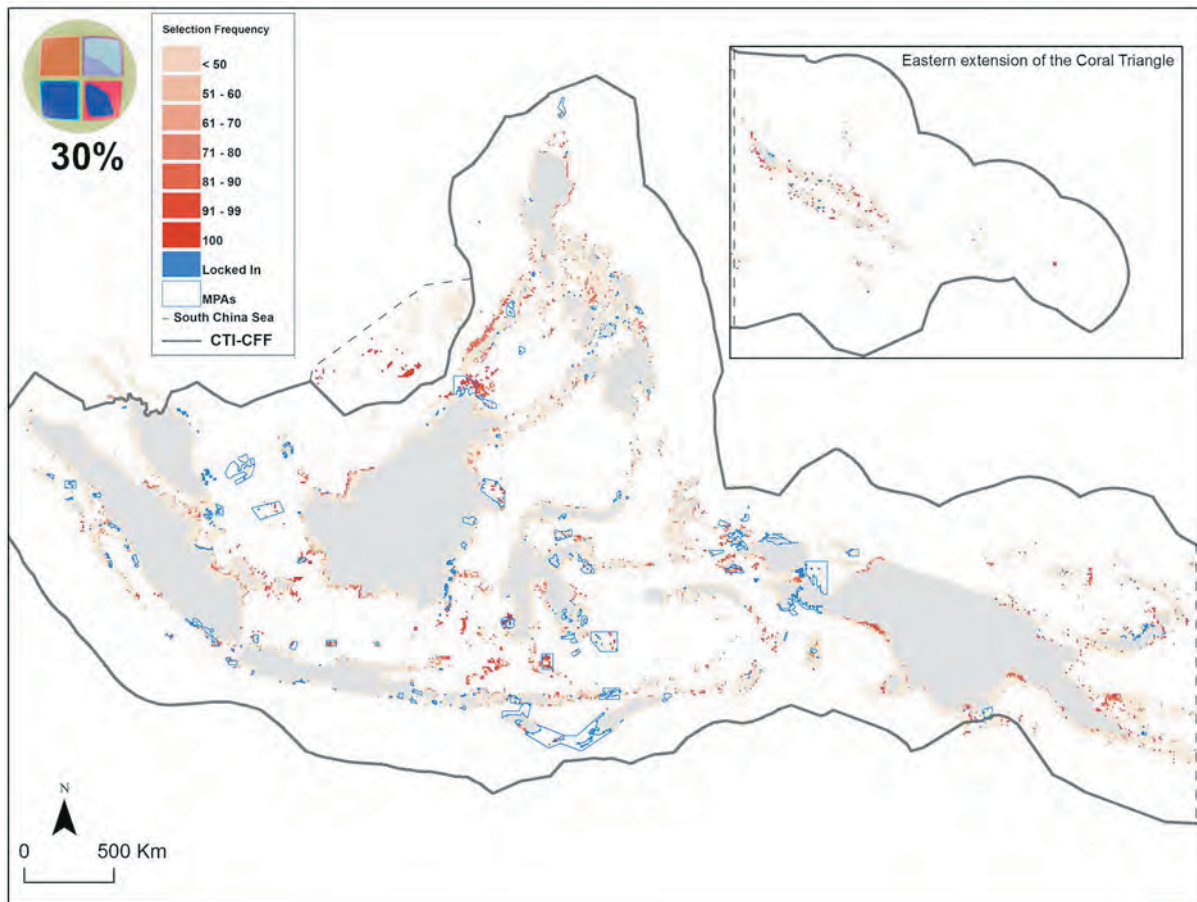 Selection Frequency
< 50
51 - 60
61 - 70
71 - 80
81 - 90
91 - 99
100
Locked In
MPAs
South China Sea
CTI-CFF
30%
Eastern extension of the Coral Triangle
N
0 500 Km